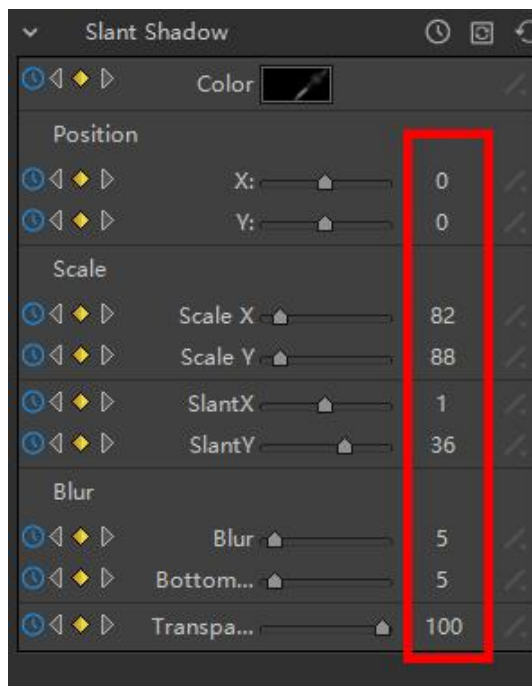 Slant Shadow
Color
Position
X: 0
Y: 0
Scale
Scale X 82
Scale Y 88
SlantX 1
SlantY 36
Blur
Blur 5
Bottom... 5
Transpa... 100